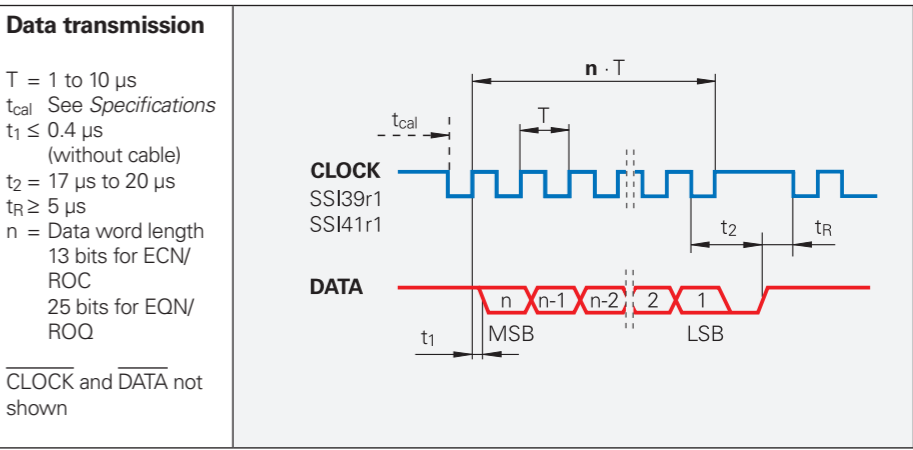 Data transmission
T = 1 to 10 µs
tcal See Specifications
t1 ≤ 0.4 µs
(without cable)
t2 = 17 µs to 20 µs
tR ≥ 5 µs
n = Data word length
13 bits for ECN/
ROC
25 bits for EQN/
ROQ
CLOCK and DATA not
shown
n · T
tcal
T
CLOCK
SSI39r1
SSI41r1
t2
tR
DATA
n
n-1
n-2
2
1
t1
MSB
LSB